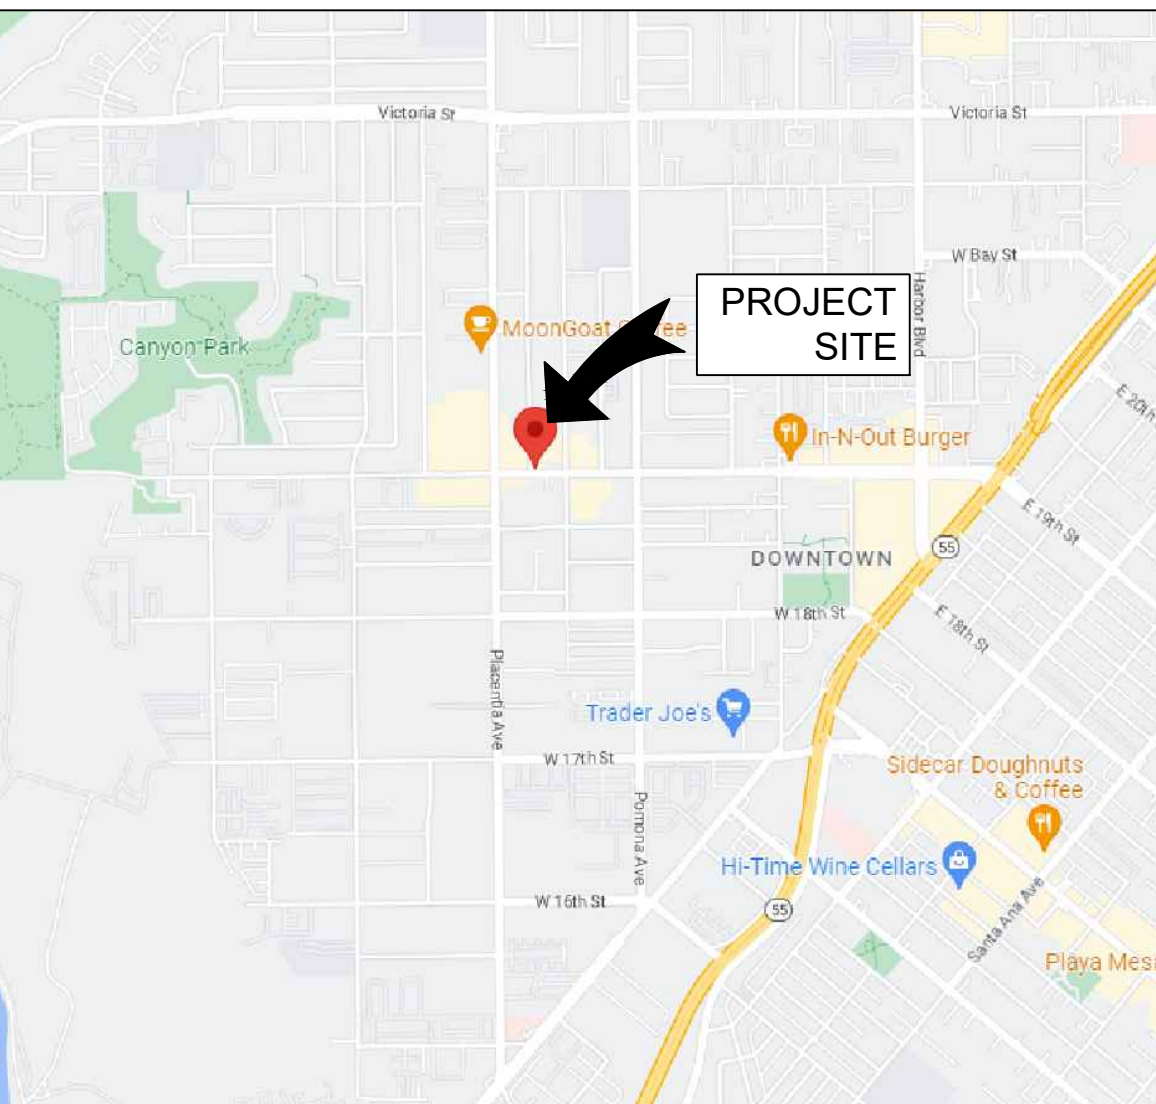 Victoria St
Victoria St
W Bay St
Harbor Blvd
PROJECT
SITE
MoonGoat
Canyon Park
E 20th
In-N-Out Burger
E 19th St
55
DOWNTOWN
W 18th St
E 18th St
Placentia Ave
Trader Joe's
W 17th St
Sidecar Doughnuts
& Coffee
Pomona Ave
Hi-Time Wine Cellars
W 16th St
55
Santa Ana Ave
Playa Mesa